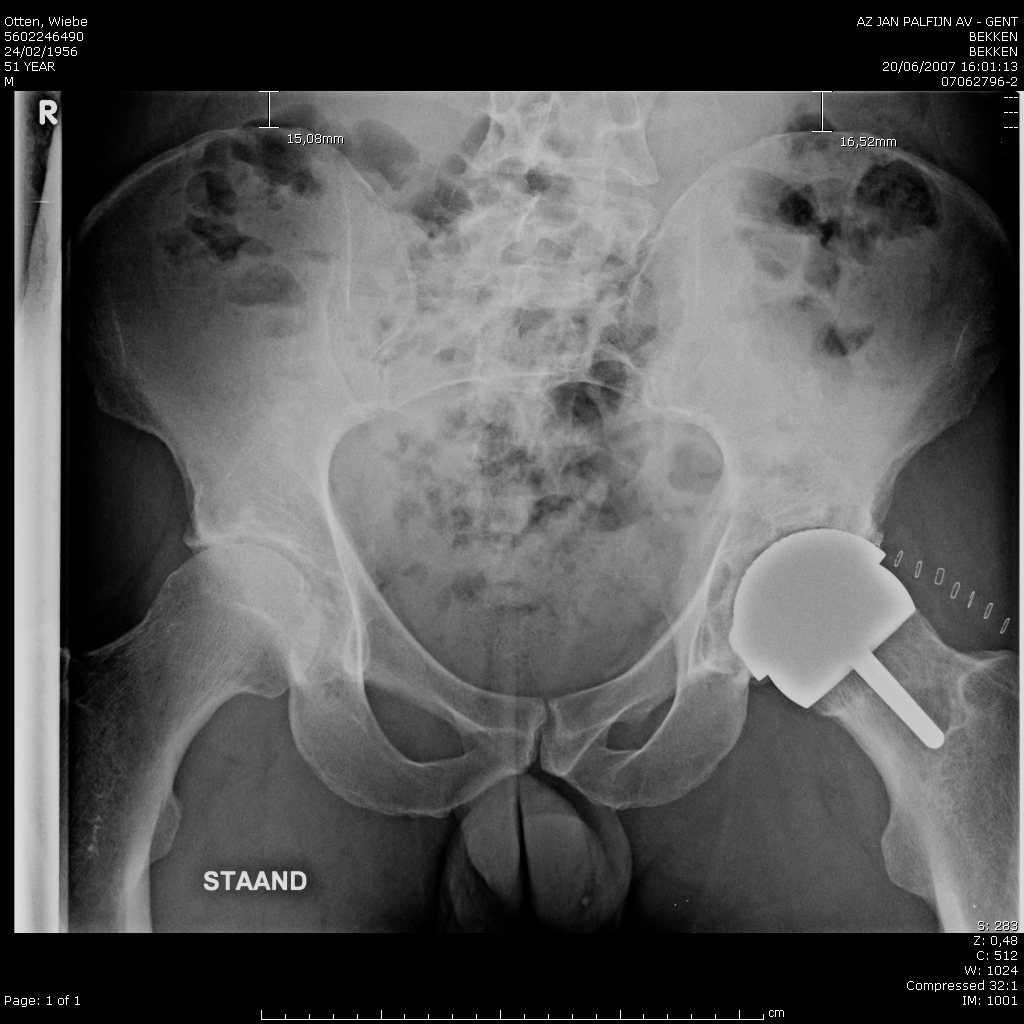 Otten, Wiebe
5602246490
24/02/1956
51 YEAR
M
AZ JAN PALFIJN AV - GENT
BEKKEN
BEKKEN
20/06/2007 16:01:13
07062796-2
R
15,08mm
16,52mm
STAAND
S: 283
Z: 0,48
C: 512
W: 1024
Compressed 32:1
IM: 1001
Page: 1 of 1
cm